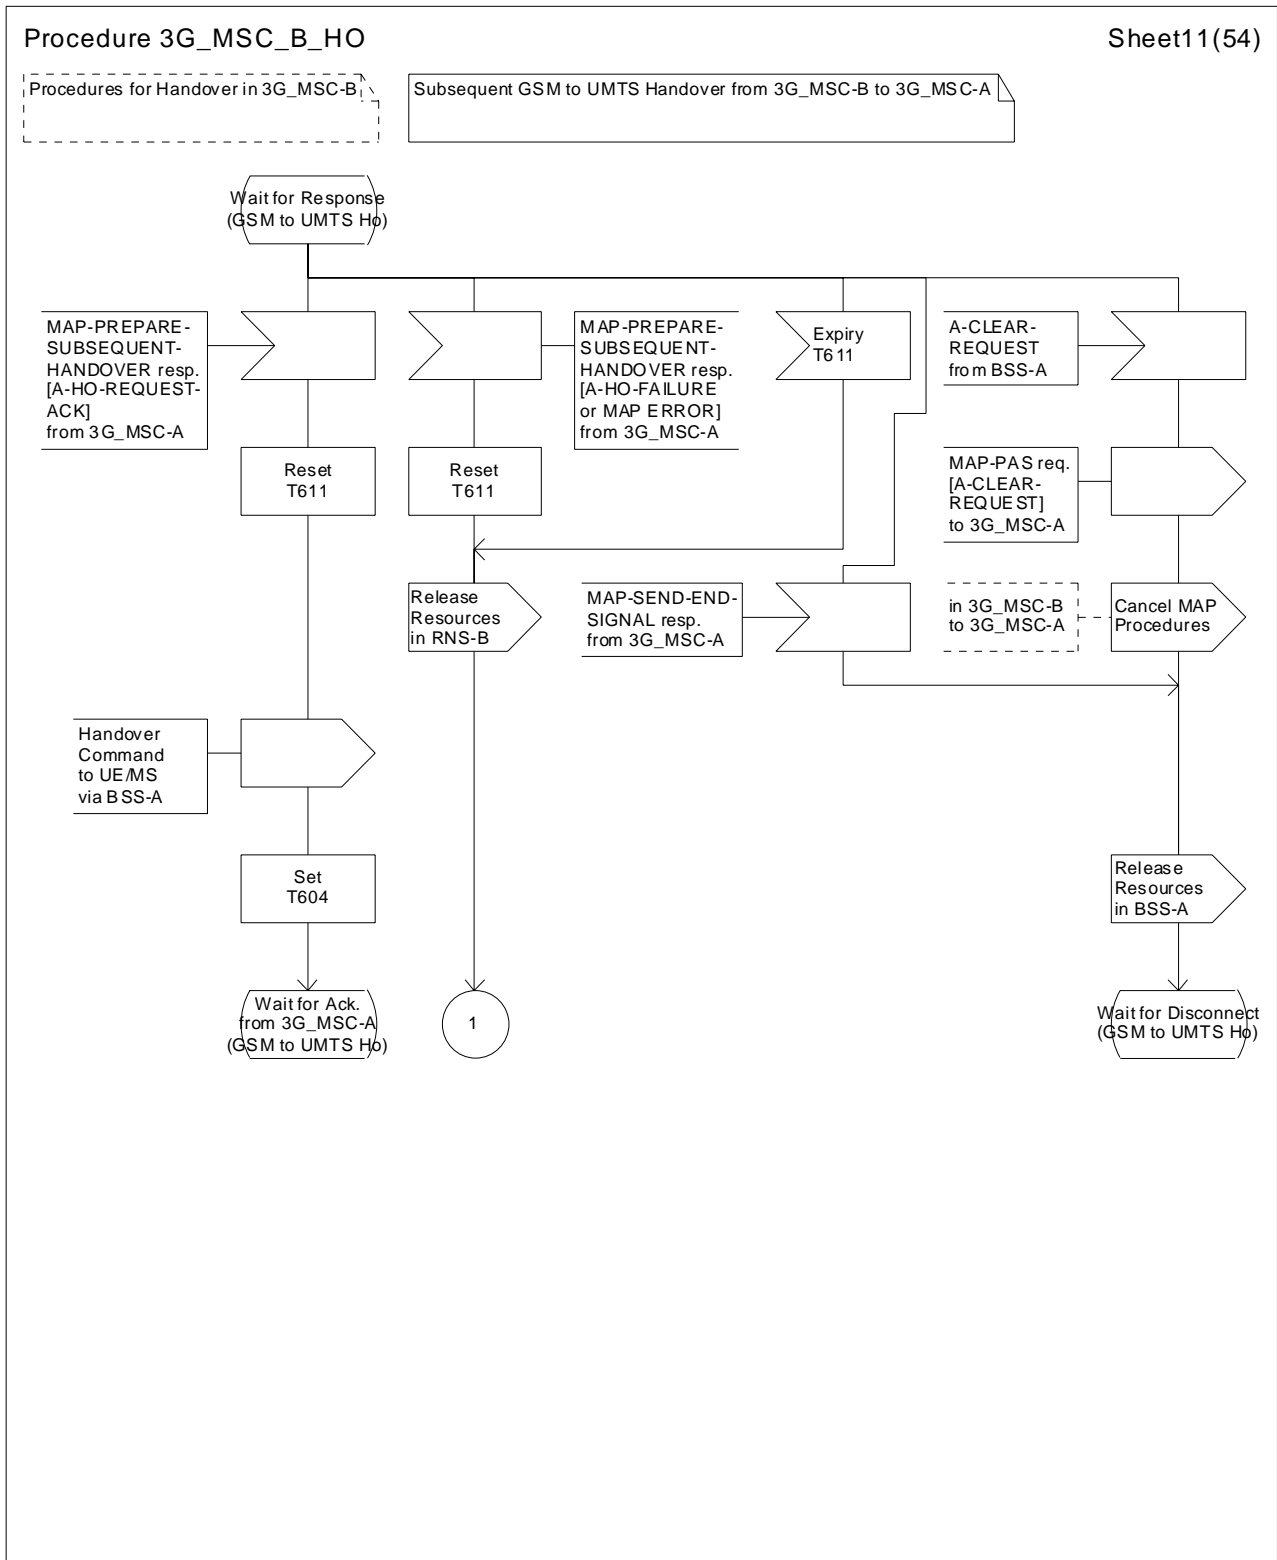 Procedure 3G_MSC_B_HO
Sheet11(54)
Procedures for Handover in 3G_MSC-B
Subsequent GSM to UMTS Handover from 3G_MSC-B to 3G_MSC-A
Wait for Response
(GSM to UMTS Ho)
MAP-PREPARE-
SUBSEQUENT-
HANDOVER resp.
[A-HO-REQUEST-
ACK]
from 3G_MSC-A
MAP-PREPARE-
SUBSEQUENT-
HANDOVER resp.
[A-HO-FAILURE
or MAP ERROR]
from 3G_MSC-A
Expiry
T611
A-CLEAR-
REQUEST
from BSS-A
Reset
T611
Reset
T611
MAP-PAS req.
[A-CLEAR-
REQUEST]
to 3G_MSC-A
Release
Resources
in RNS-B
MAP-SEND-END-
SIGNAL resp.
from 3G_MSC-A
in 3G_MSC-B
to 3G_MSC-A
Cancel MAP
Procedures
Handover
Command
to UE/MS
via BSS-A
Set
T604
Release
Resources
in BSS-A
Wait for Ack.
from 3G_MSC-A
(GSM to UMTS Ho)
1
Wait for Disconnect
(GSM to UMTS Ho)